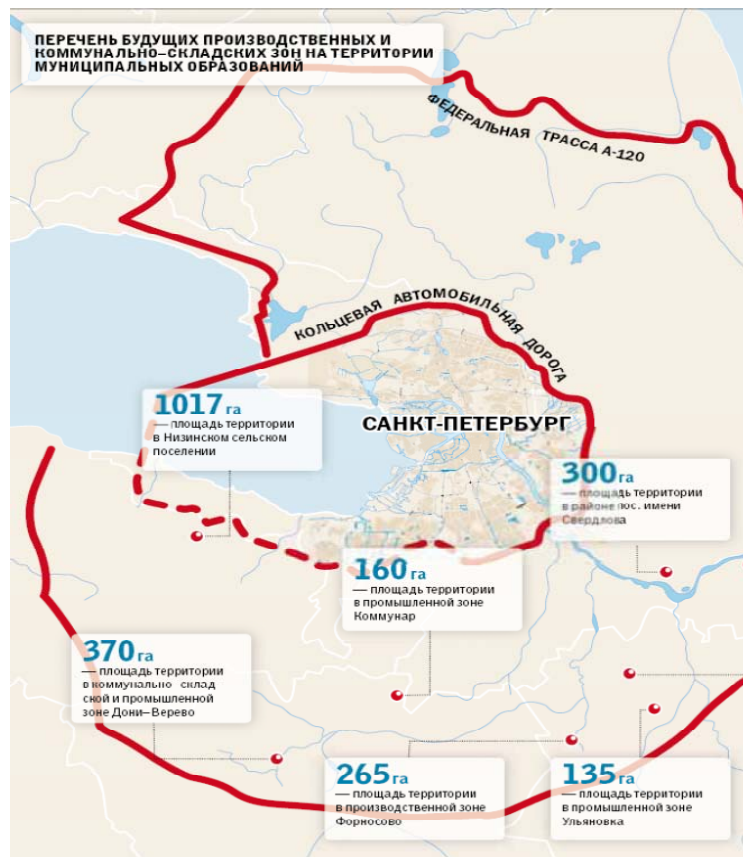 ПЕРЕЧЕНЬ БУДУЩИХ ПРОИЗВОДСТВЕННЫХ И
КОММУНАЛЬНО–СКЛАДСКИХ ЗОН НА ТЕРРИТОРИИ
МУНИЦИПАЛЬНЫХ ОБРАЗОВАНИЙ
ФЕДЕРАЛЬНАЯ ТРАССА А-120
КОЛЬЦЕВАЯ АВТОМОБИЛЬНАЯ ДОРОГА
САНКТ-ПЕТЕРБУРГ
1017 га
— площадь территории
в Низинском сельском
поселении
300 га
— площадь территории
в районе пос. имени
Свердлова
160 га
— площадь территории
в промышленной зоне
Коммунар
370 га
— площадь территории
в коммунально склад
ской и промышленной
зоне Дони–Верево
265 га
— площадь территории
в производственной зоне
Форносово
135 га
— площадь территории
в промышленной зоне
Ульяновка